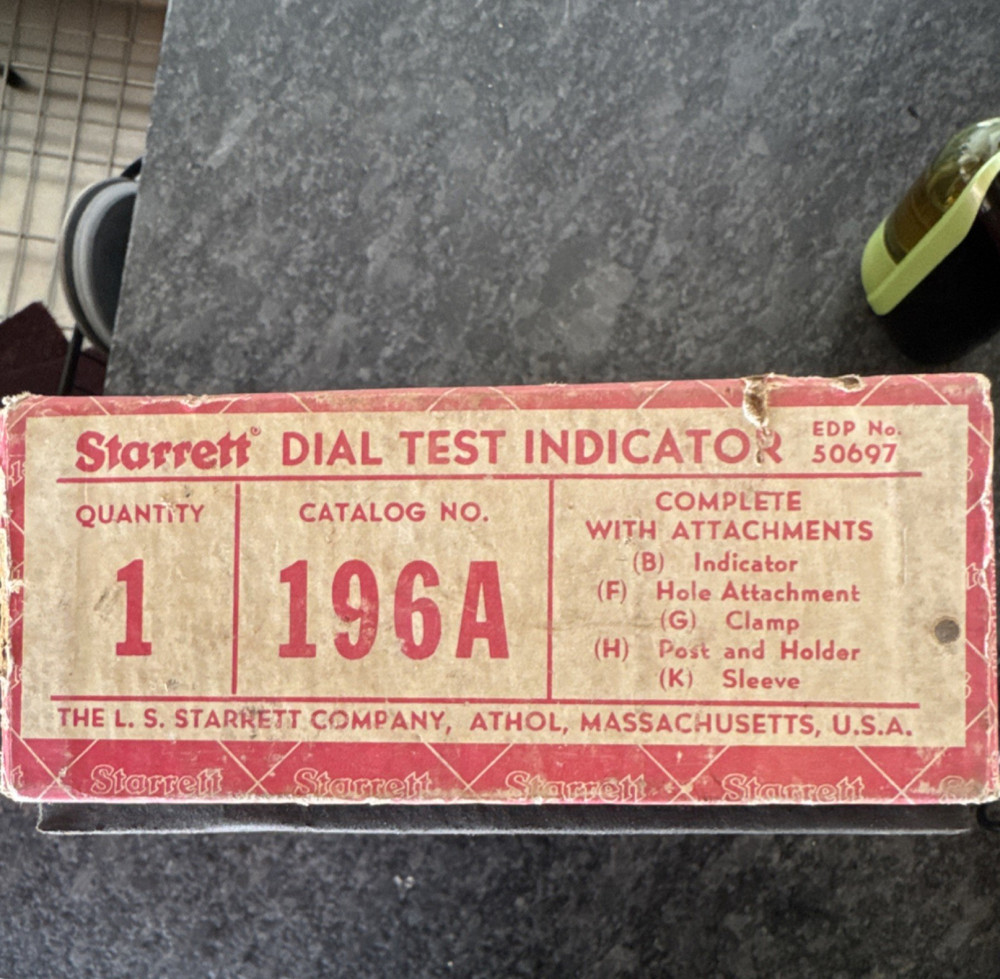 Starrett® DIAL TEST INDICATOR
EDP No.
50697
QUANTITY
1
CATALOG NO.
196A
COMPLETE
WITH ATTACHMENTS
(B) Indicator
(F) Hole Attachment
(G) Clamp
(H) Post and Holder
(K) Sleeve
THE L. S. STARRETT COMPANY, ATHOL, MASSACHUSETTS, U.S.A.
Starrett Starrett Starrett Starrett